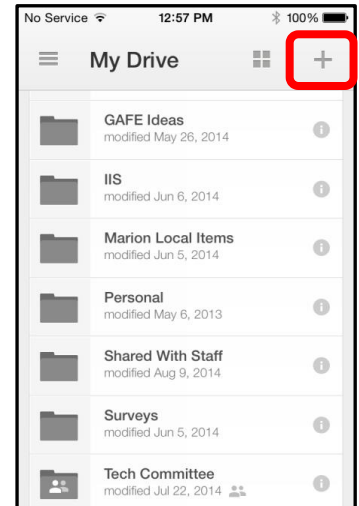 No Service 12:57 PM 100%
My Drive
GAFE Ideas
modified May 26, 2014
IIS
modified Jun 6, 2014
Marion Local Items
modified Jun 5, 2014
Personal
modified May 6, 2013
Shared With Staff
modified Aug 9, 2014
Surveys
modified Jun 5, 2014
Tech Committee
modified Jul 22, 2014